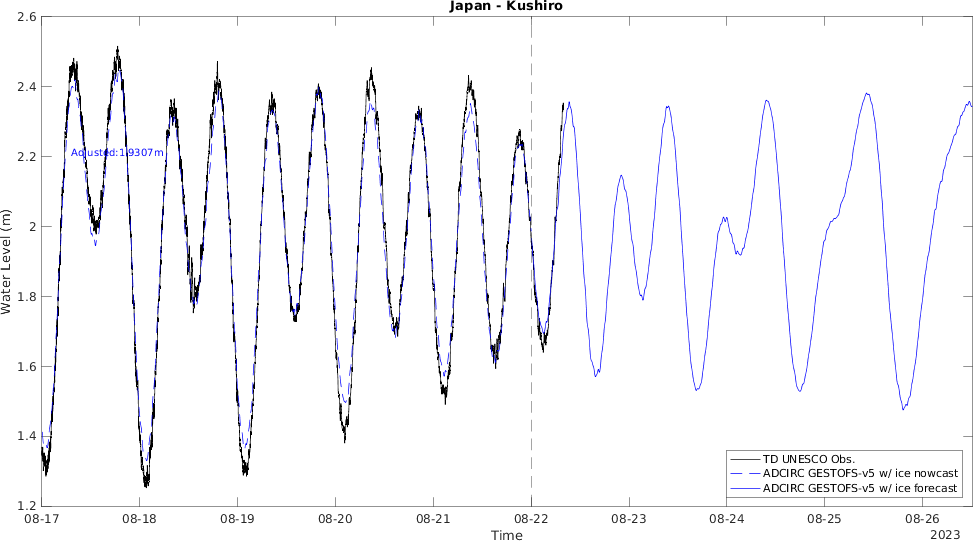 Japan - Kushiro
2.6
2.4
2.2
2
1.8
1.6
1.4
1.2
Water Level (m)
Adjusted:1.9307m
TD UNESCO Obs.
ADCIRC GESTOFS-v5 w/ ice nowcast
ADCIRC GESTOFS-v5 w/ ice forecast
08-17 08-18 08-19 08-20 08-21 08-22 08-23 08-24 08-25 08-26
Time
2023